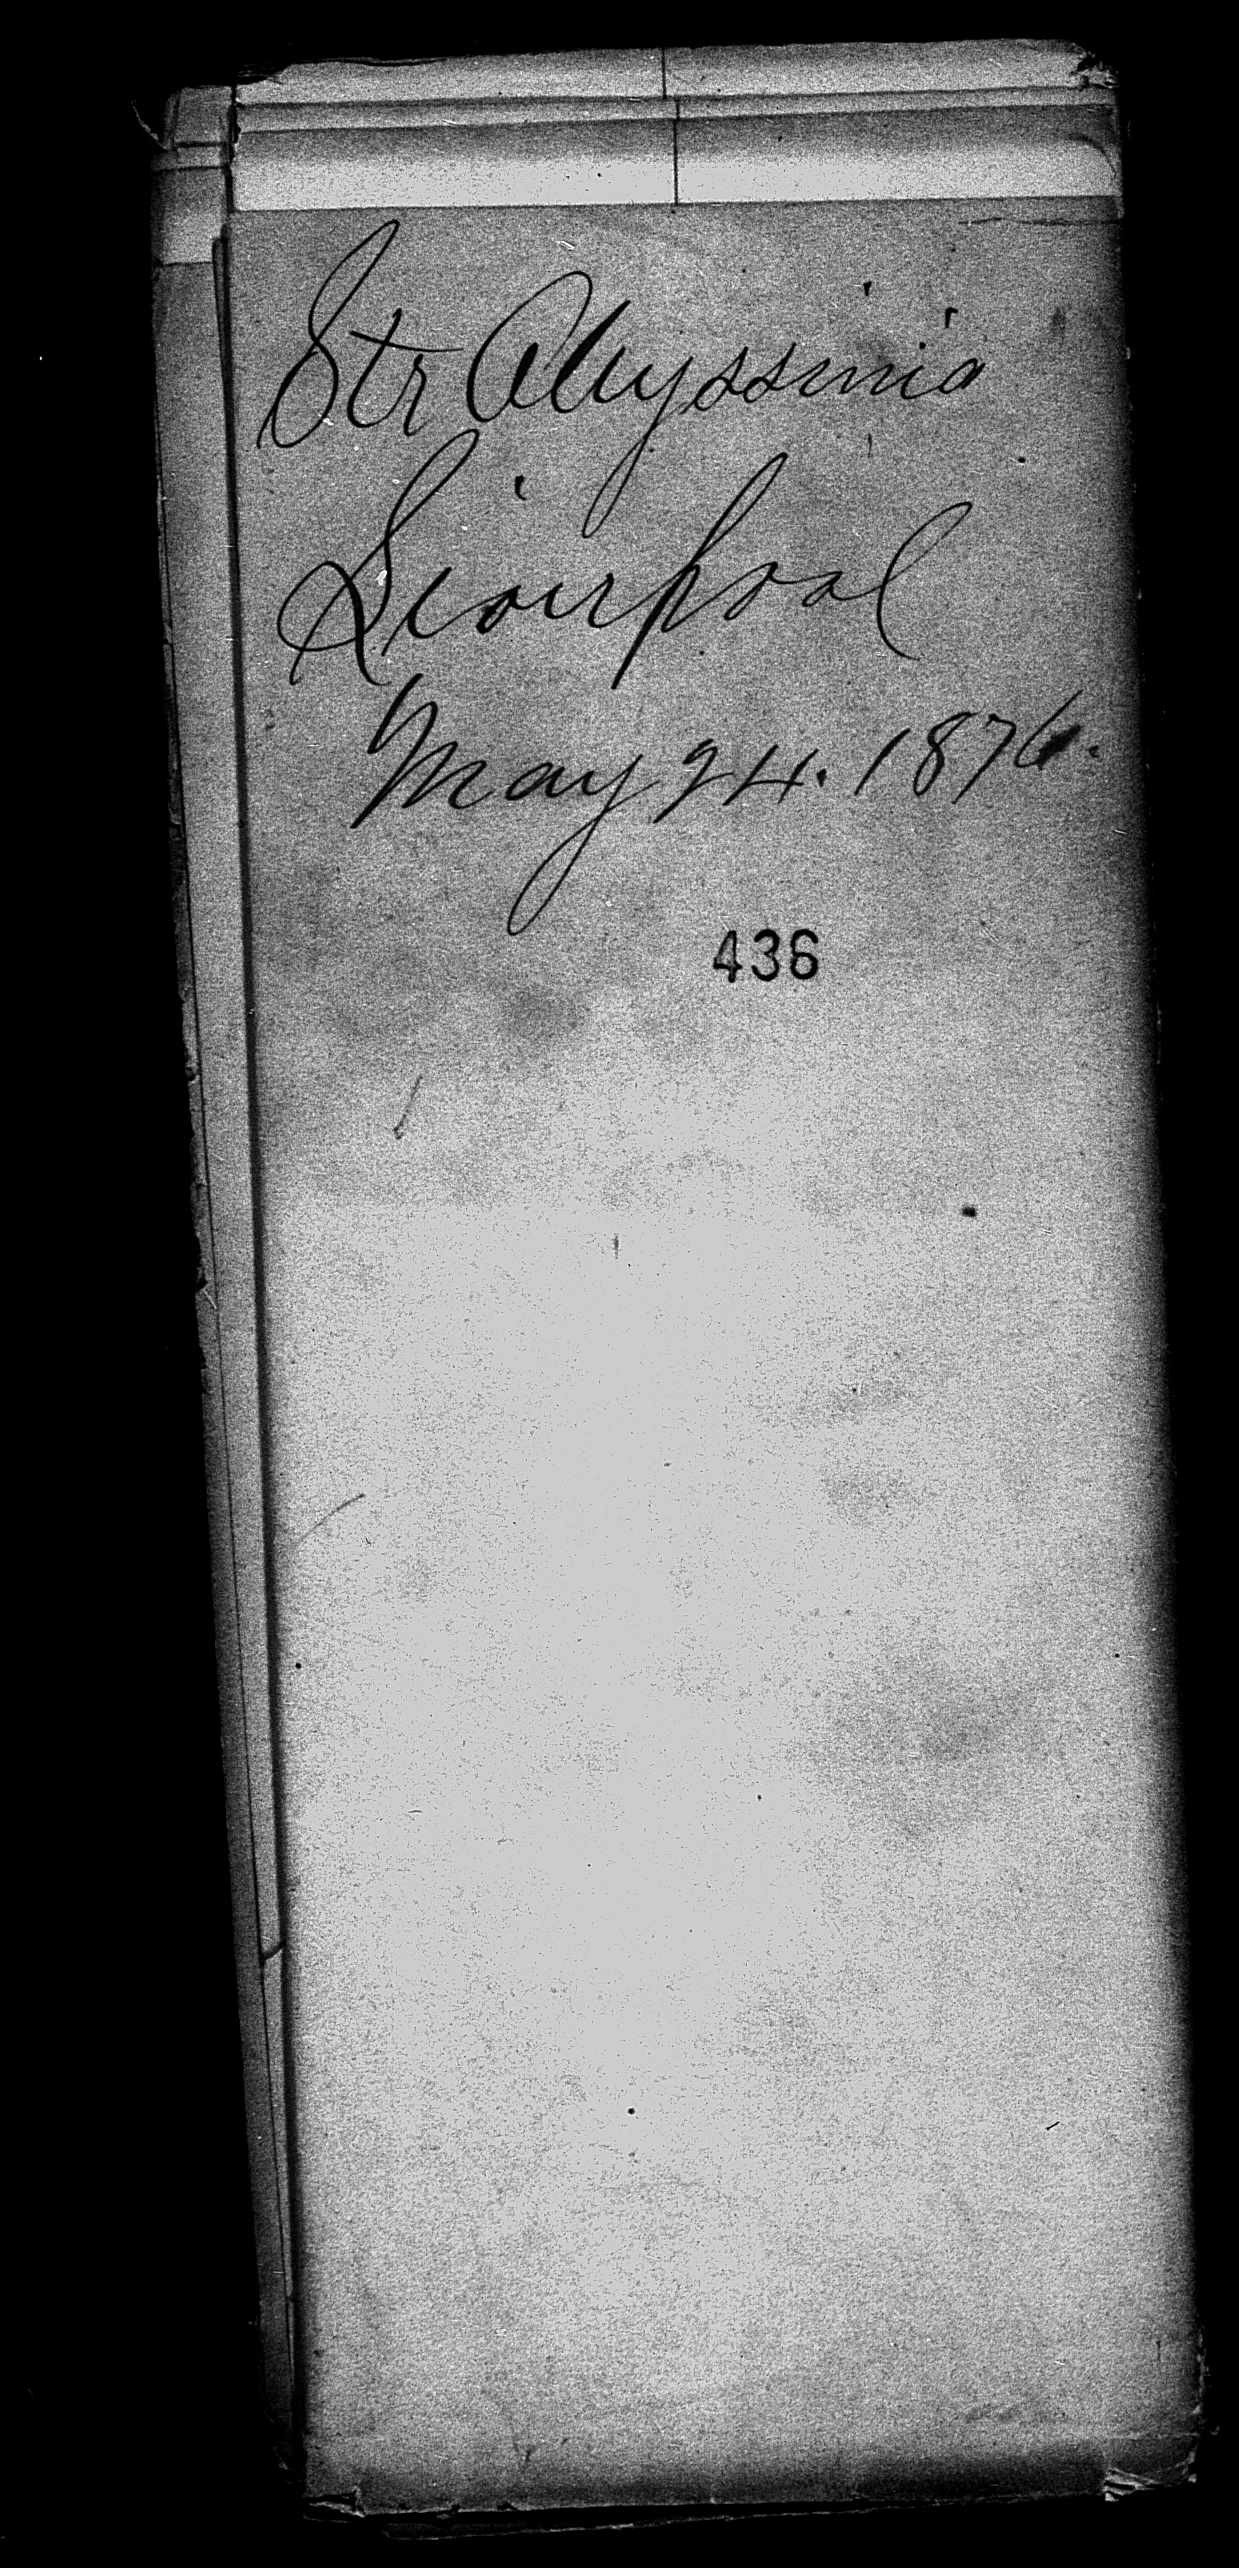 Str Abyssinia
Liverpool
May 24. 1876.
436